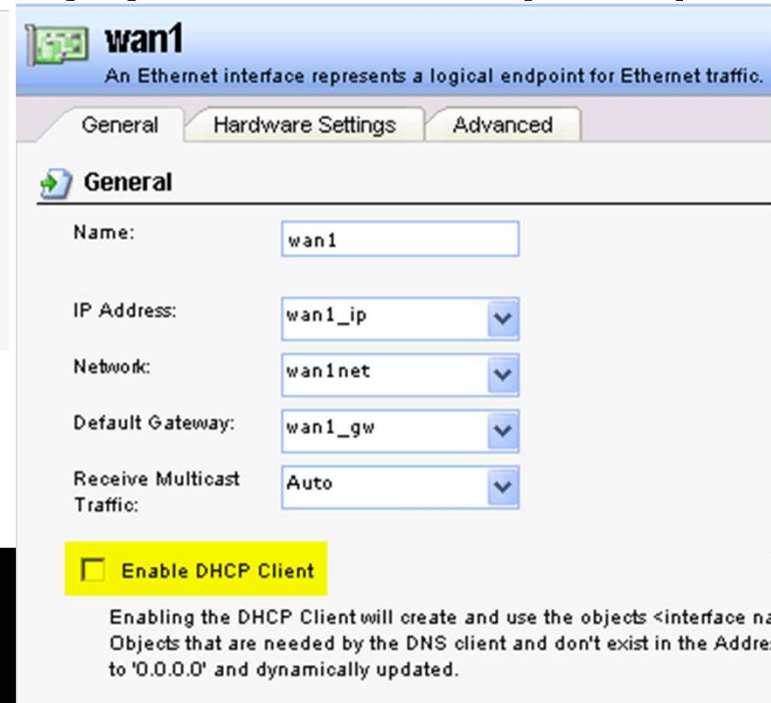 wan1
An Ethernet interface represents a logical endpoint for Ethernet traffic.
General Hardware Settings Advanced
General
Name: wan1
IP Address: wan1_ip
Network: wan1net
Default Gateway: wan1_gw
Receive Multicast Auto
Traffic:
Enable DHCP Client
Enabling the DHCP Client will create and use the objects <interface na
Objects that are needed by the DNS client and don't exist in the Addre
to '0.0.0.0' and dynamically updated.